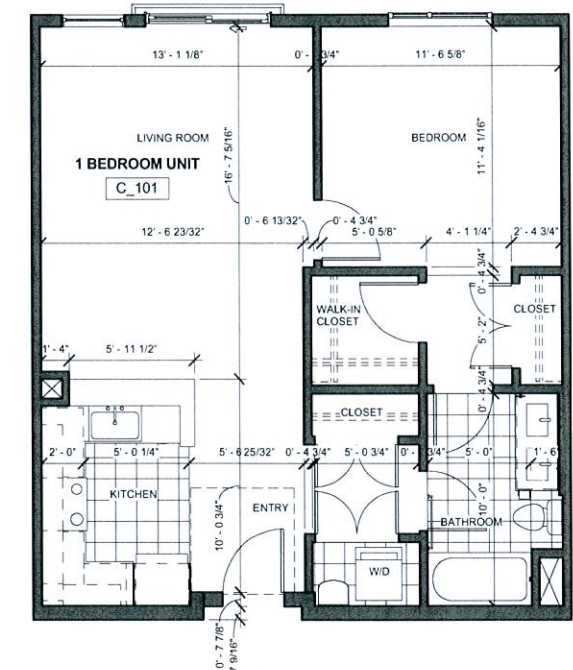 13' - 1 1/8"
11' - 6 5/8"
LIVING ROOM
1 BEDROOM UNIT
C_101
16' - 7 5/16"
BEDROOM
11' - 4 1/16"
0' - 6 13/32"
0' - 4 3/4"
12' - 6 23/32"
5' - 0 5/8"
4' - 1 1/4"
2' - 4 3/4"
0' - 4 3/4"
WALK-IN
CLOSET
CLOSET
5' - 2"
1' - 4"
5' - 11 1/2"
0' - 4 3/4"
CLOSET
2' - 0"
5' - 0 1/4"
5' - 6 25/32"
0' - 4 3/4"
5' - 0 3/4"
5' - 0"
1' - 6"
KITCHEN
ENTRY
10' - 0 3/4"
10' - 0"
BATHROOM
W/D
0' - 7 7/8"
7 9/16"